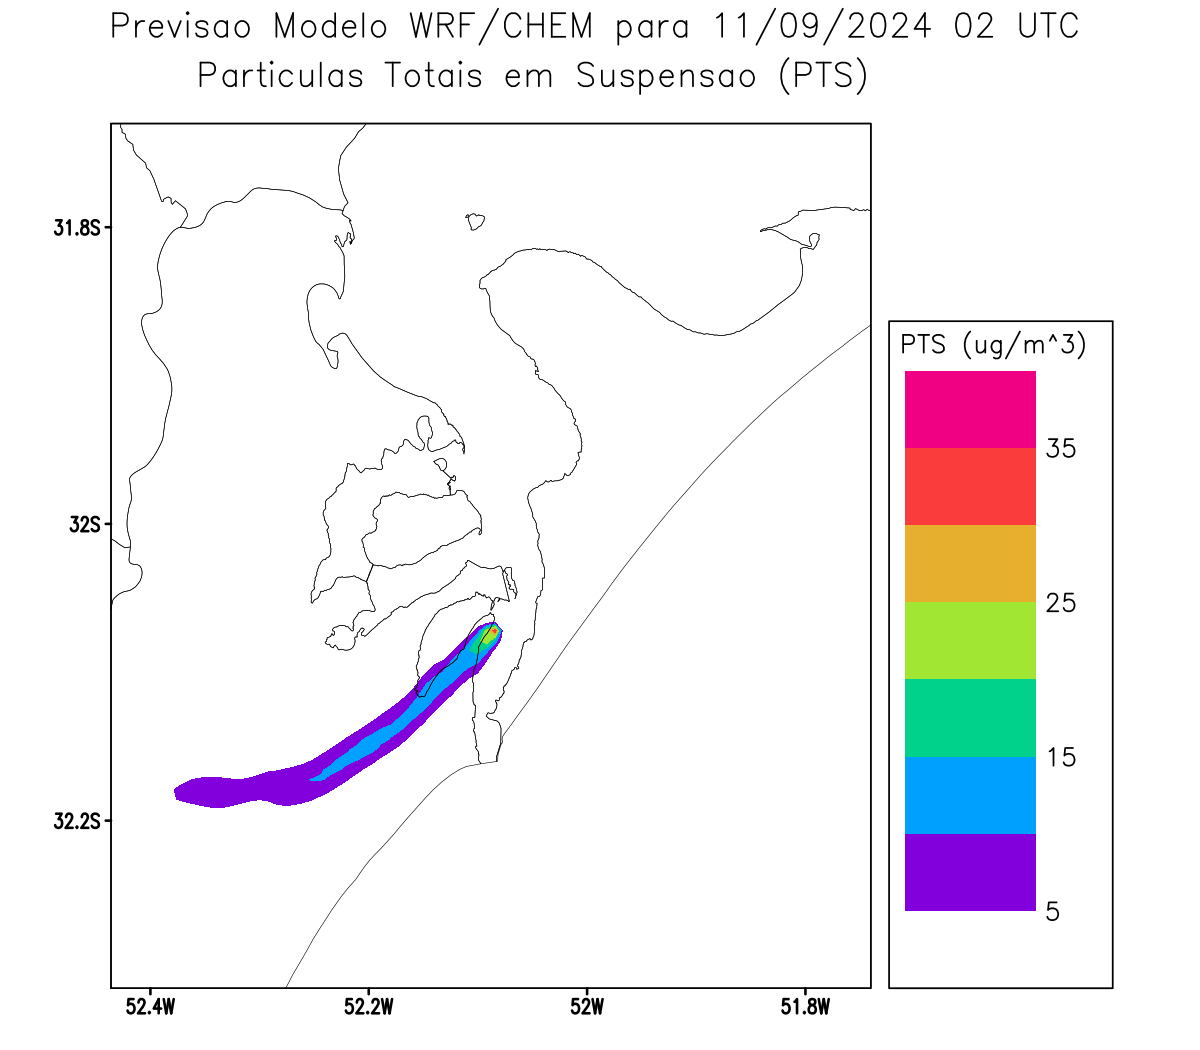 Previsao Modelo WRF/CHEM para 11/09/2024 02 UTC
Particulas Totais em Suspensao (PTS)
31.8S
32S
32.2S
52.4W
52.2W
52W
51.8W
PTS (ug/m^3)
35
25
15
5